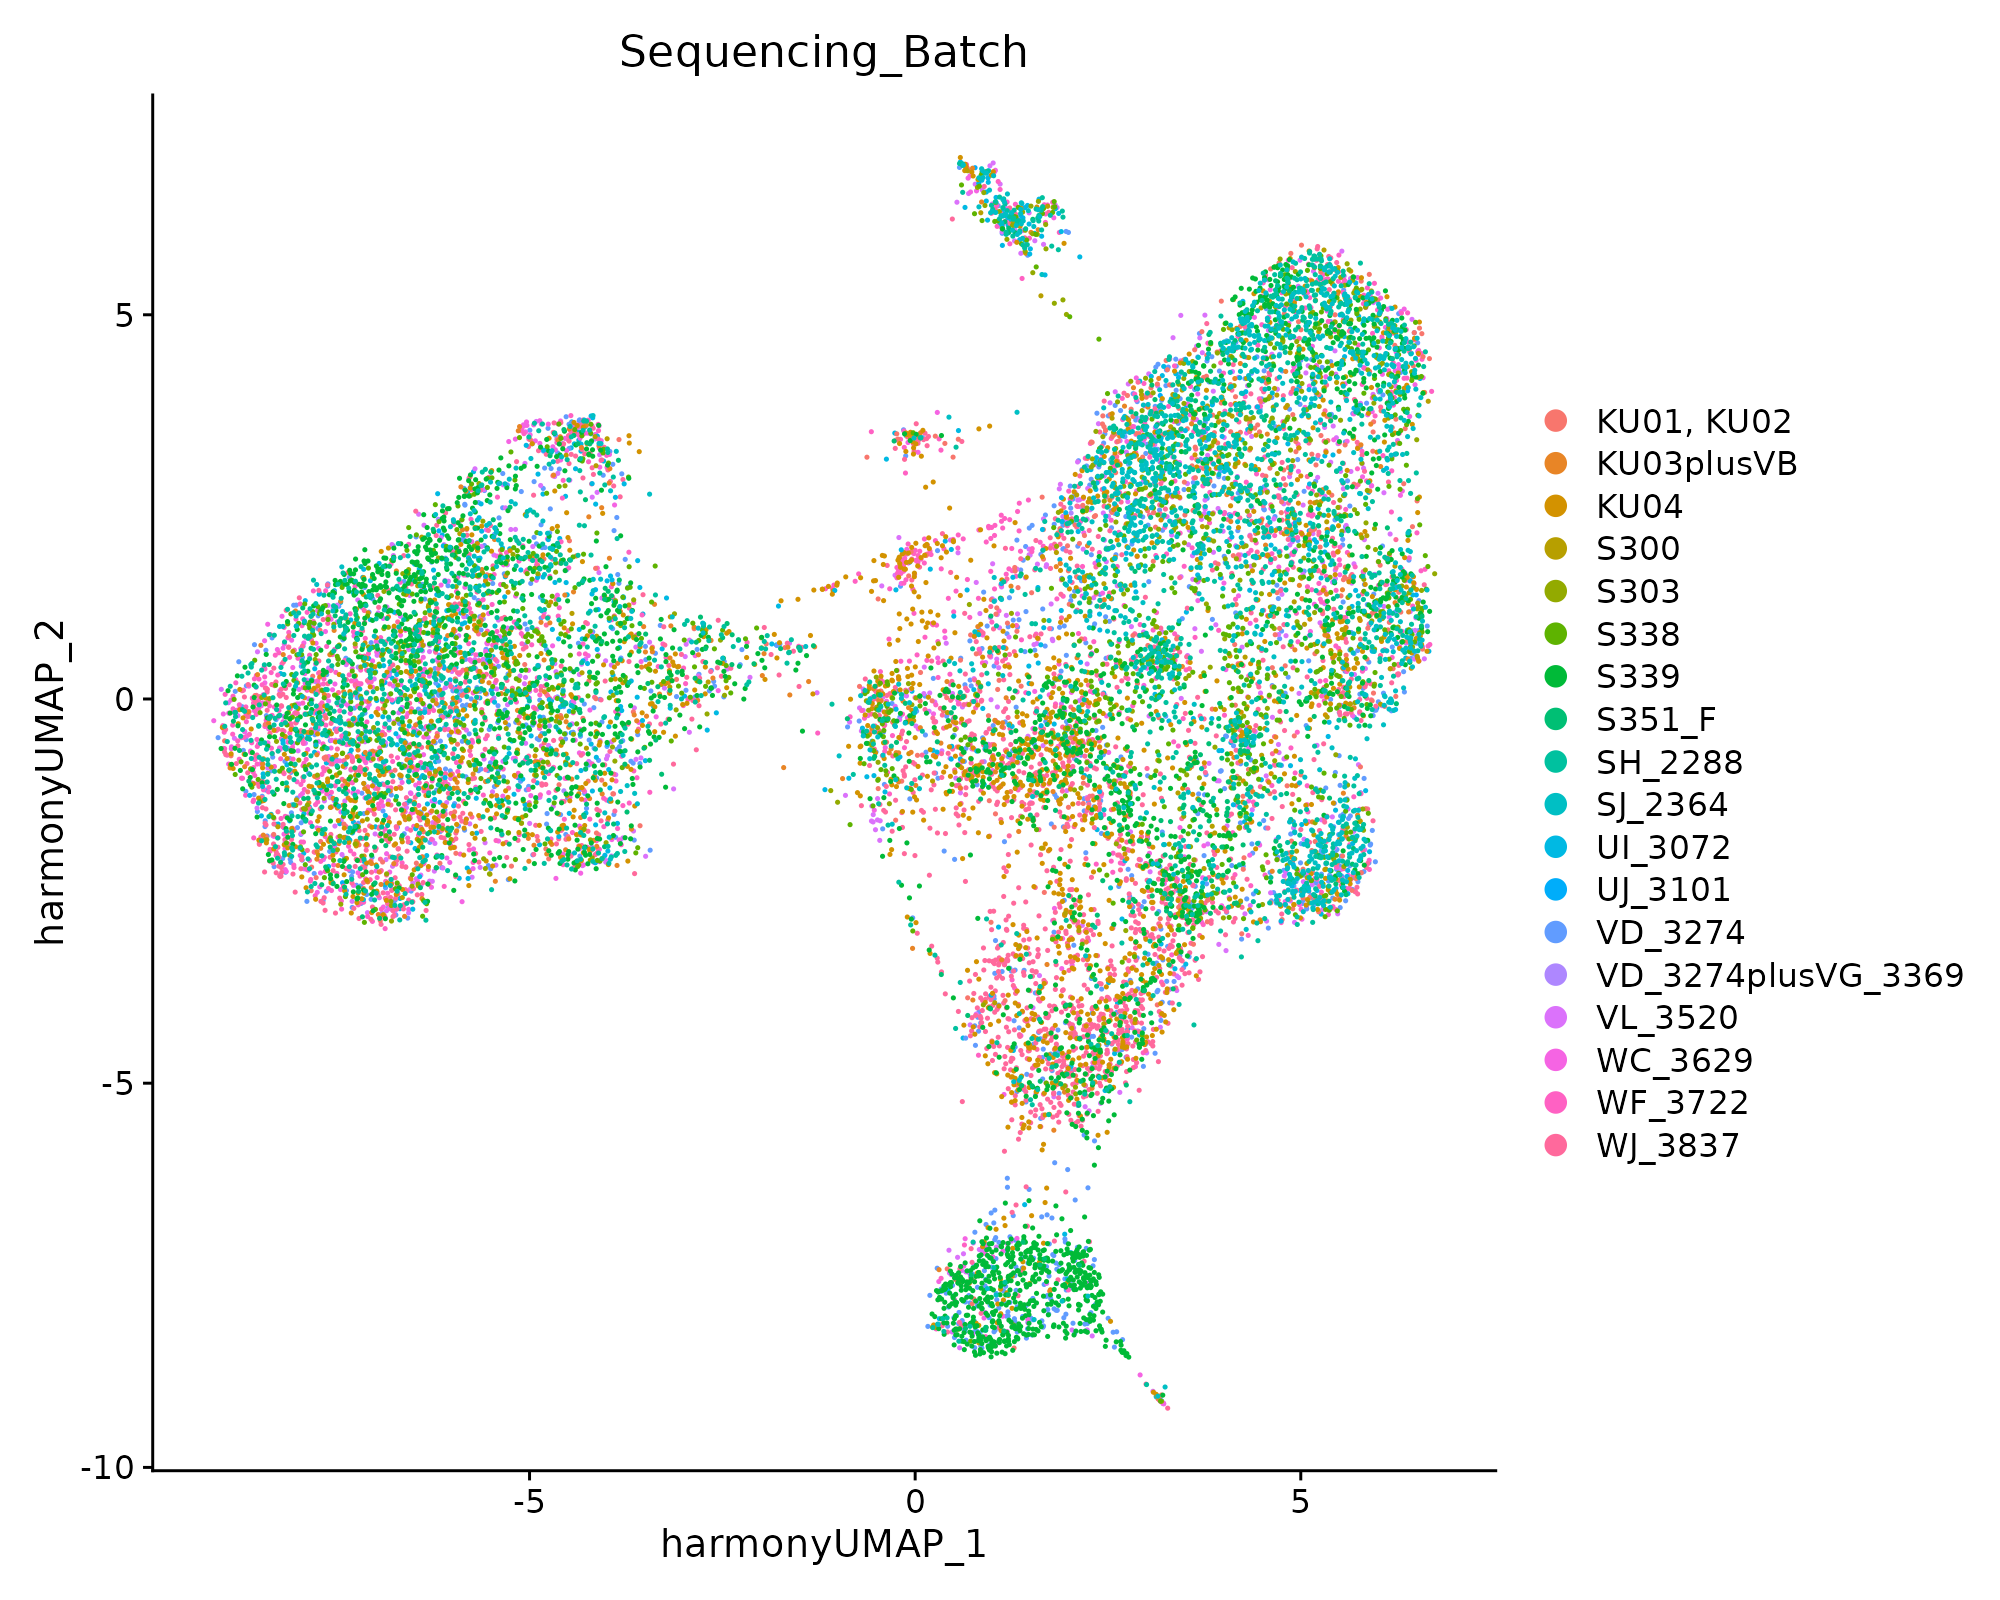 Sequencing_Batch
harmonyUMAP_2
5
0
-5
-10
-5
0
5
harmonyUMAP_1
KU01, KU02
KU03plusVB
KU04
S300
S303
S338
S339
S351_F
SH_2288
SJ_2364
UI_3072
UJ_3101
VD_3274
VD_3274plusVG_3369
VL_3520
WC_3629
WF_3722
WJ_3837